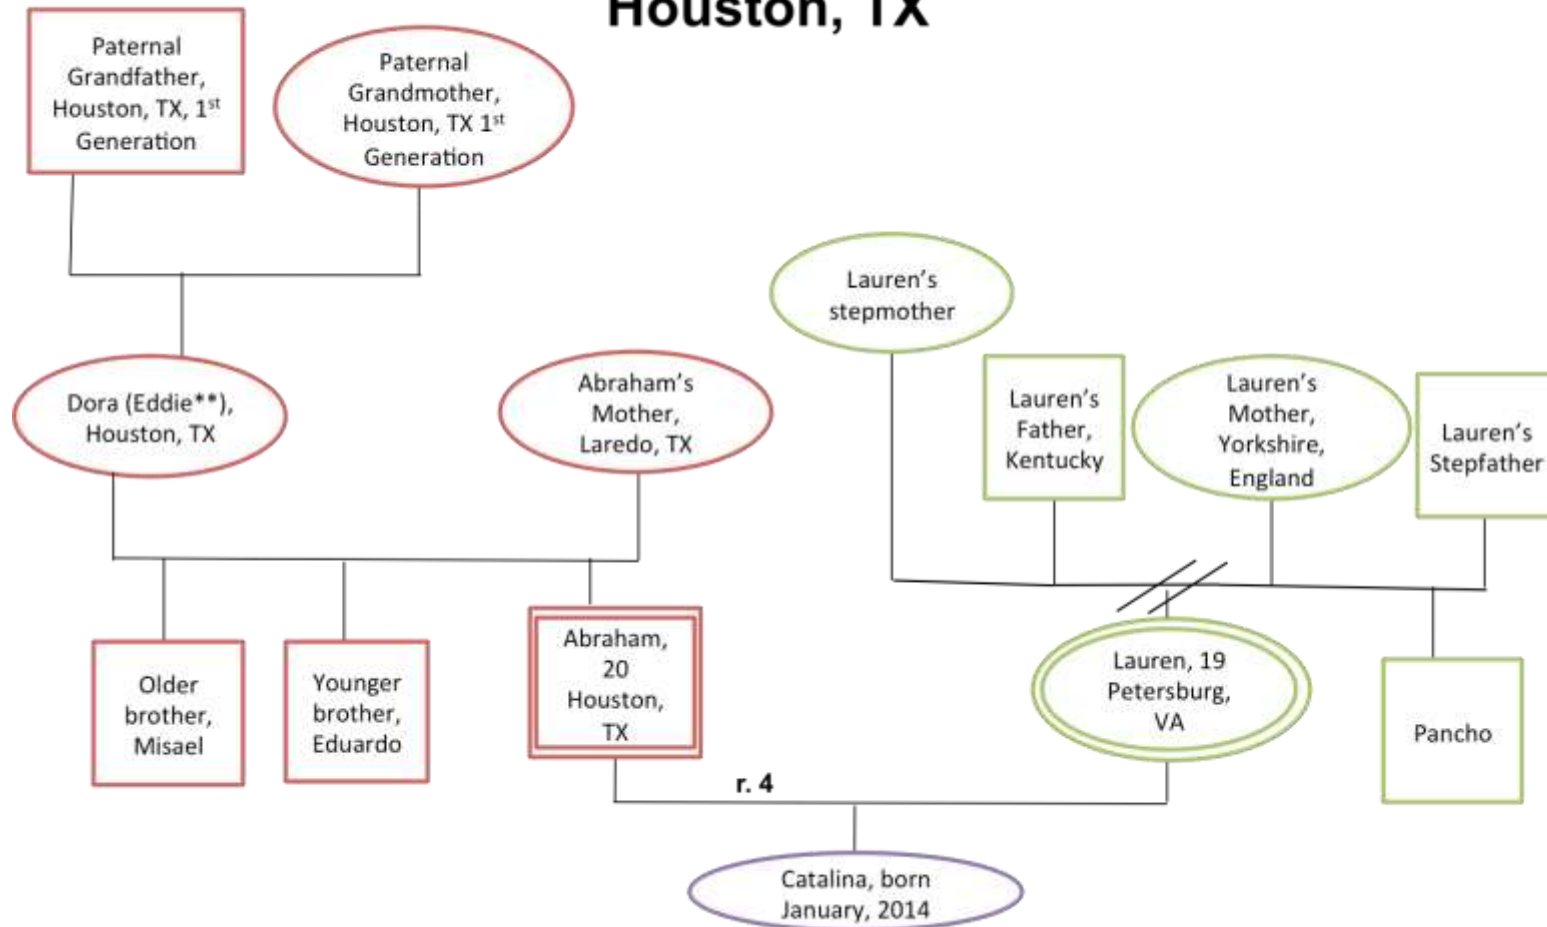 Houston, TX
Paternal
Grandfather,
Houston, TX, 1st
Generation
Paternal
Grandmother,
Houston, TX 1st
Generation
Lauren’s
stepmother
Dora (Eddie**),
Houston, TX
Abraham’s
Mother,
Laredo, TX
Lauren’s
Father,
Kentucky
Lauren’s
Mother,
Yorkshire,
England
Lauren’s
Stepfather
Older
brother,
Misael
Younger
brother,
Eduardo
Abraham,
20
Houston,
TX
Lauren, 19
Petersburg,
VA
Pancho
r. 4
Catalina, born
January, 2014